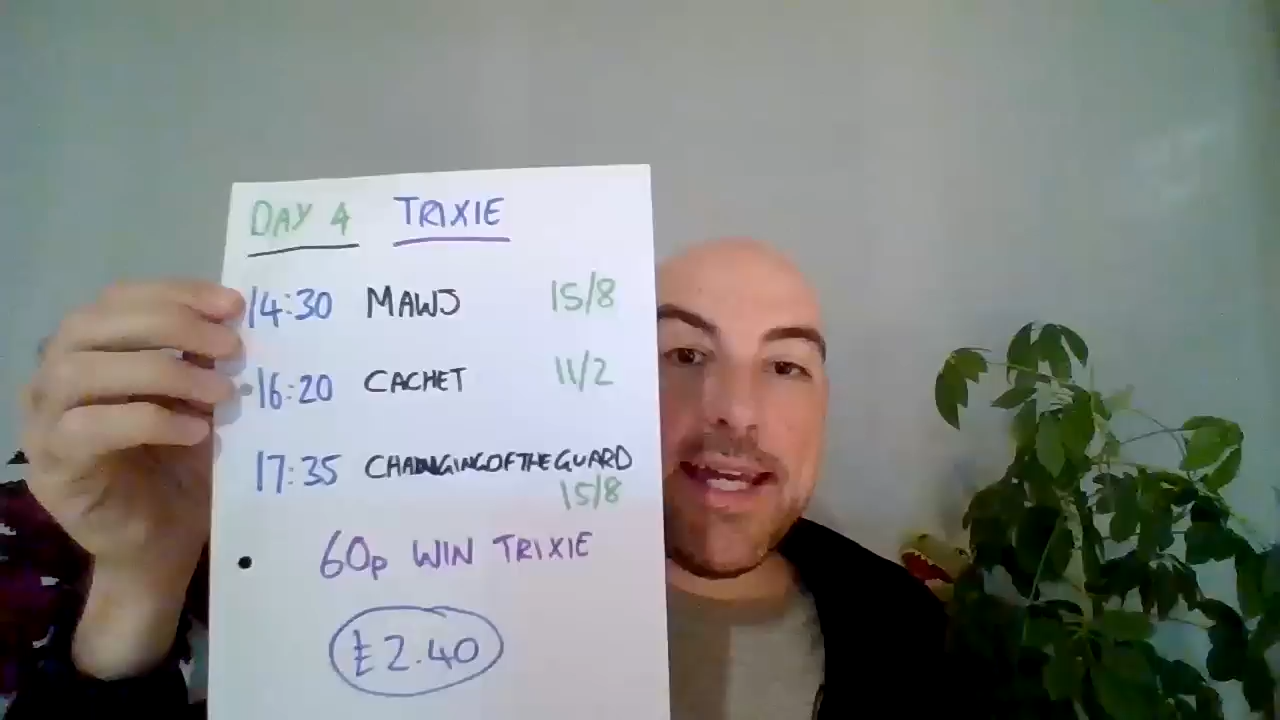 DAY 4 TRIXIE
14:30 MAWJ 15/8
16:20 CACHET 11/2
17:35 CHANGINGOFTHEGUARD
15/8
60p WIN TRIXIE
£2.40